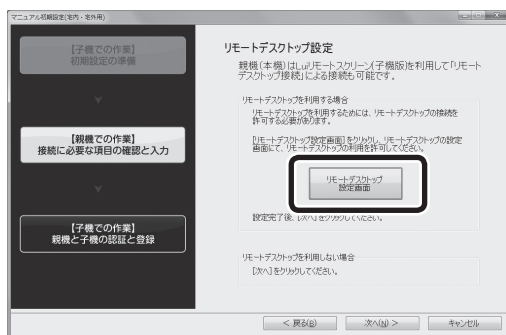 マニュアル初期設定(宅内・宅外用)
【子機での作業】
初期設定の準備
【親機での作業】
接続に必要な項目の確認と入力
【子機での作業】
親機と子機の認証と登録
リモートデスクトップ設定
親機(本機)はLuiリモートスクリーン(子機版)を利用して「リモート
デスクトップ接続」による接続も可能です。
リモートデスクトップを利用する場合
リモートデスクトップを利用するためには、リモートデスクトップの接続を
許可する必要があります。
[リモートデスクトップ設定画面]をクリックし、リモートデスクトップの設定
画面にて、リモートデスクトップの利用を許可してください。
リモートデスクトップ
設定画面
設定完了後、[次へ]をクリックしてください。
リモートデスクトップを利用しない場合
[次へ]をクリックしてください。
< 戻る(B)
次へ(N) >
キャンセル